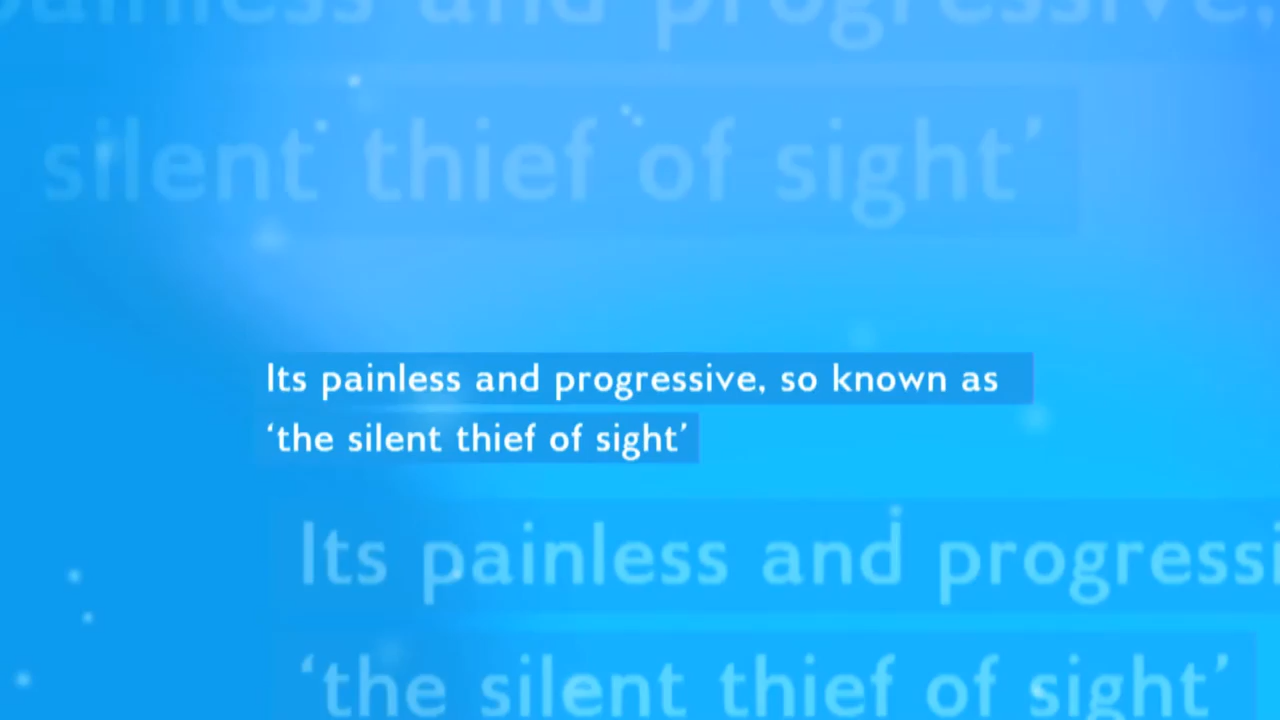 painless and progressive,
silent thief of sight’
Its painless and progressive, so known as
‘the silent thief of sight’
Its painless and progressi
‘the silent thief of sight’